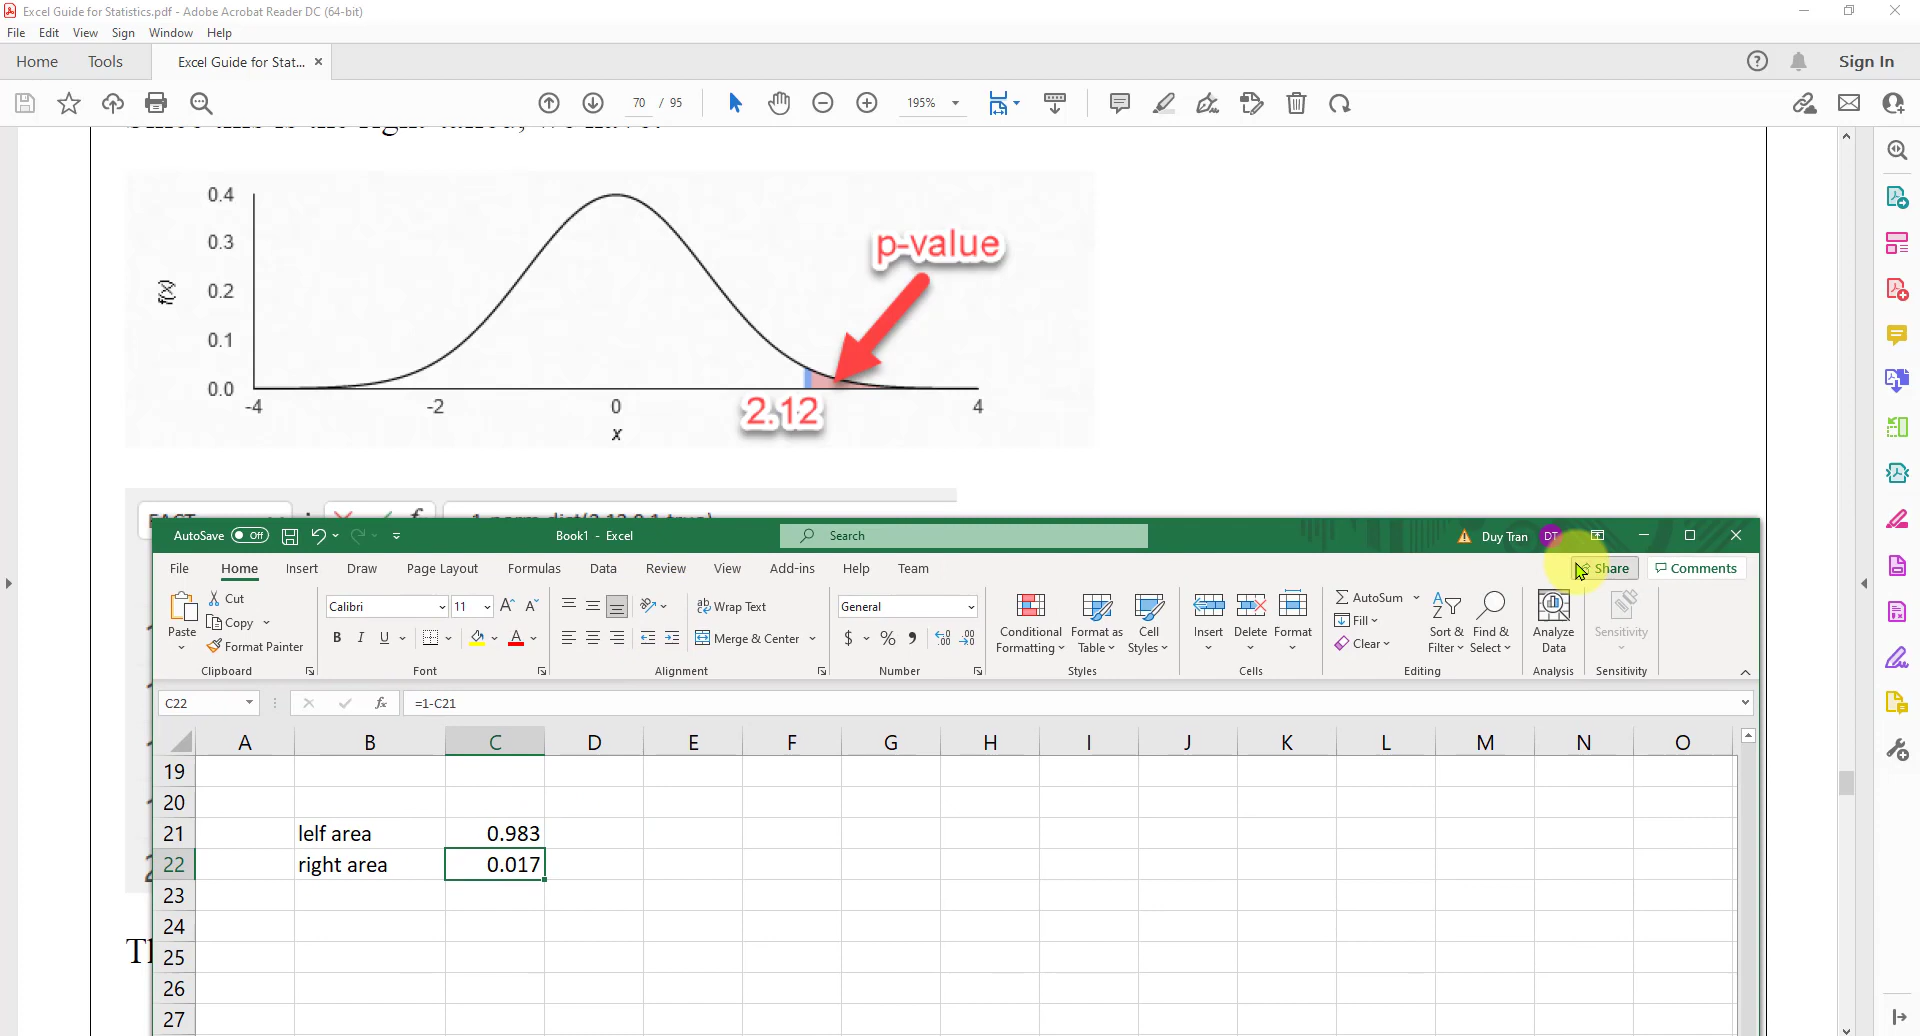 Excel Guide for Statistics.pdf - Adobe Acrobat Reader DC (64-bit)
File Edit View Sign Window Help
Home Tools Excel Guide for Stat... × Sign In
70 / 95 195%
0.4
0.3
0.2
0.1
0.0
f(x)
-4 -2 0 4
x
p-value
2.12
AutoSave Off Book1 - Excel Search Duy Tran DT
File Home Insert Draw Page Layout Formulas Data Review View Add-ins Help Team Share Comments
Paste Cut Copy Format Painter
Clipboard
Calibri 11
B I U
Font
Wrap Text
Merge & Center
Alignment
General
$ % ,
Number
Conditional Formatting Format as Table Cell Styles
Styles
Insert Delete Format
Cells
AutoSum Fill Clear Sort & Filter Find & Select
Editing
Analyze Data
Analysis
Sensitivity
Sensitivity
C22 fx =1-C21
A B C D E F G H I J K L M N O
19
20
21 lelf area 0.983
22 right area 0.017
23
24
25
26
27